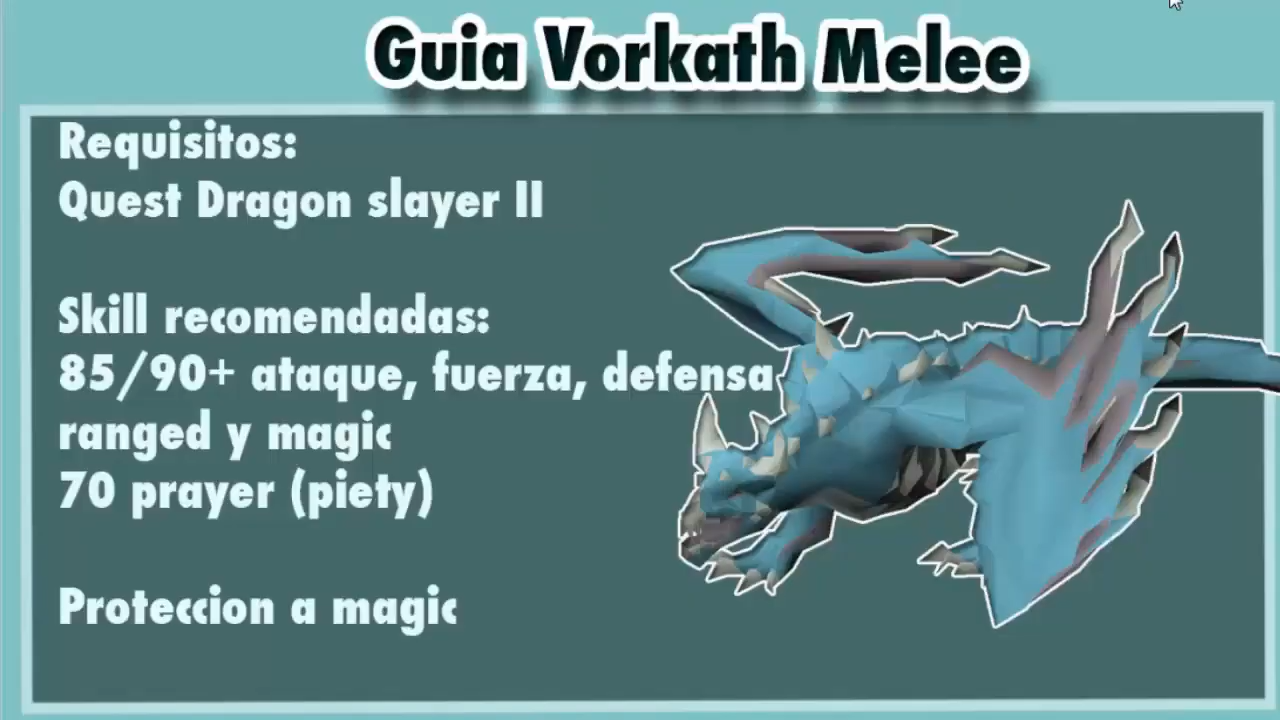 Guia Vorkath Melee
Requisitos:
Quest Dragon slayer II
Skill recomendadas:
85/90+ ataque, fuerza, defensa,
ranged y magic
70 prayer (piety)
Proteccion a magic